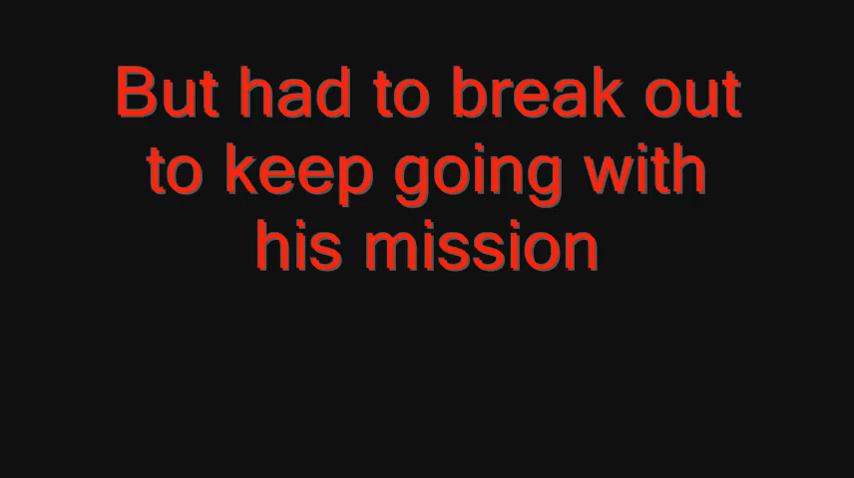 But had to break out
to keep going with
his mission